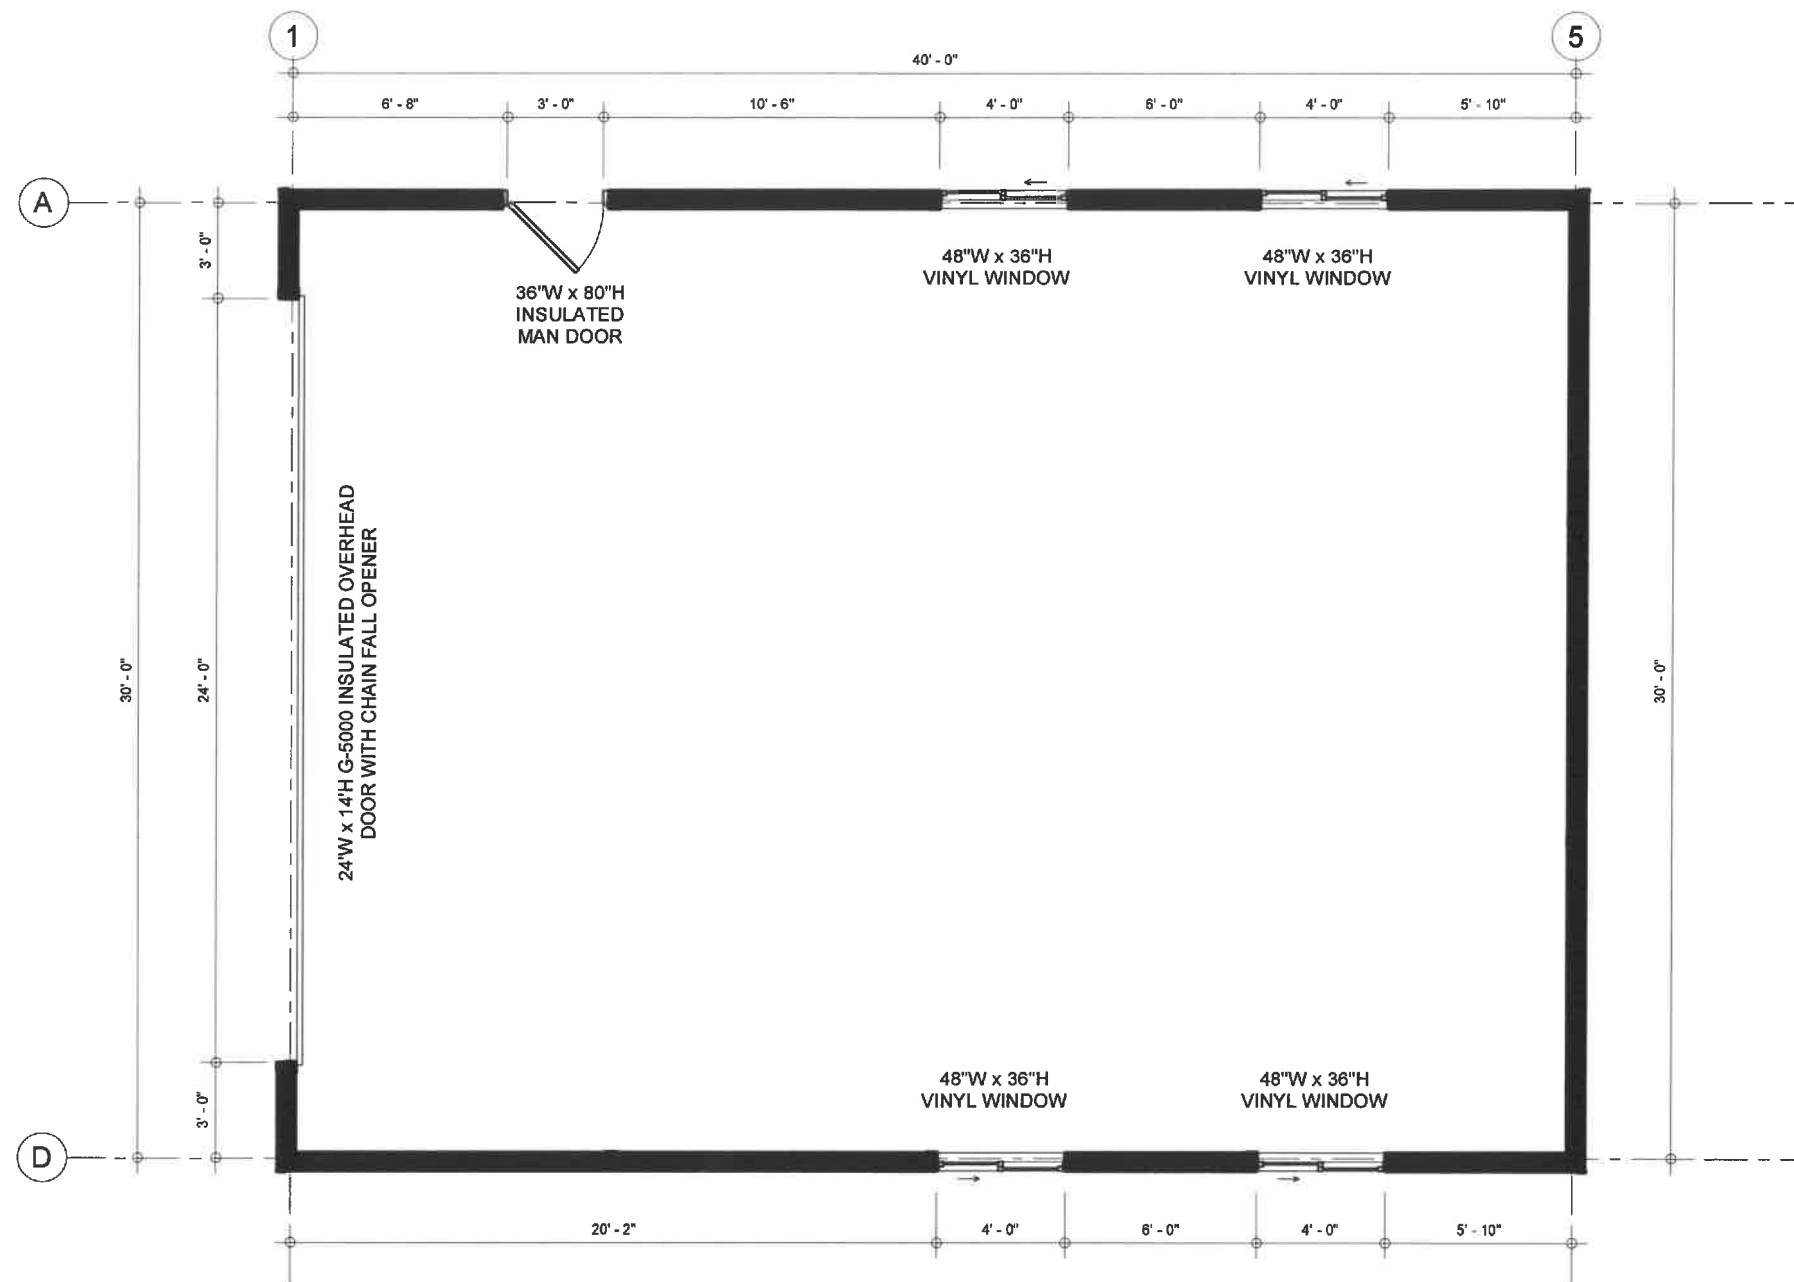 1
5
40' - 0"
6' - 8"
3' - 0"
10' - 6"
4' - 0"
6' - 0"
4' - 0"
5' - 10"
A
3' - 0"
48"W x 36"H
VINYL WINDOW
48"W x 36"H
VINYL WINDOW
36"W x 80"H
INSULATED
MAN DOOR
30' - 0"
24' - 0"
24'W x 14'H G-5000 INSULATED OVERHEAD
DOOR WITH CHAIN FALL OPENER
30' - 0"
3' - 0"
48"W x 36"H
VINYL WINDOW
48"W x 36"H
VINYL WINDOW
D
20' - 2"
4' - 0"
6' - 0"
4' - 0"
5' - 10"